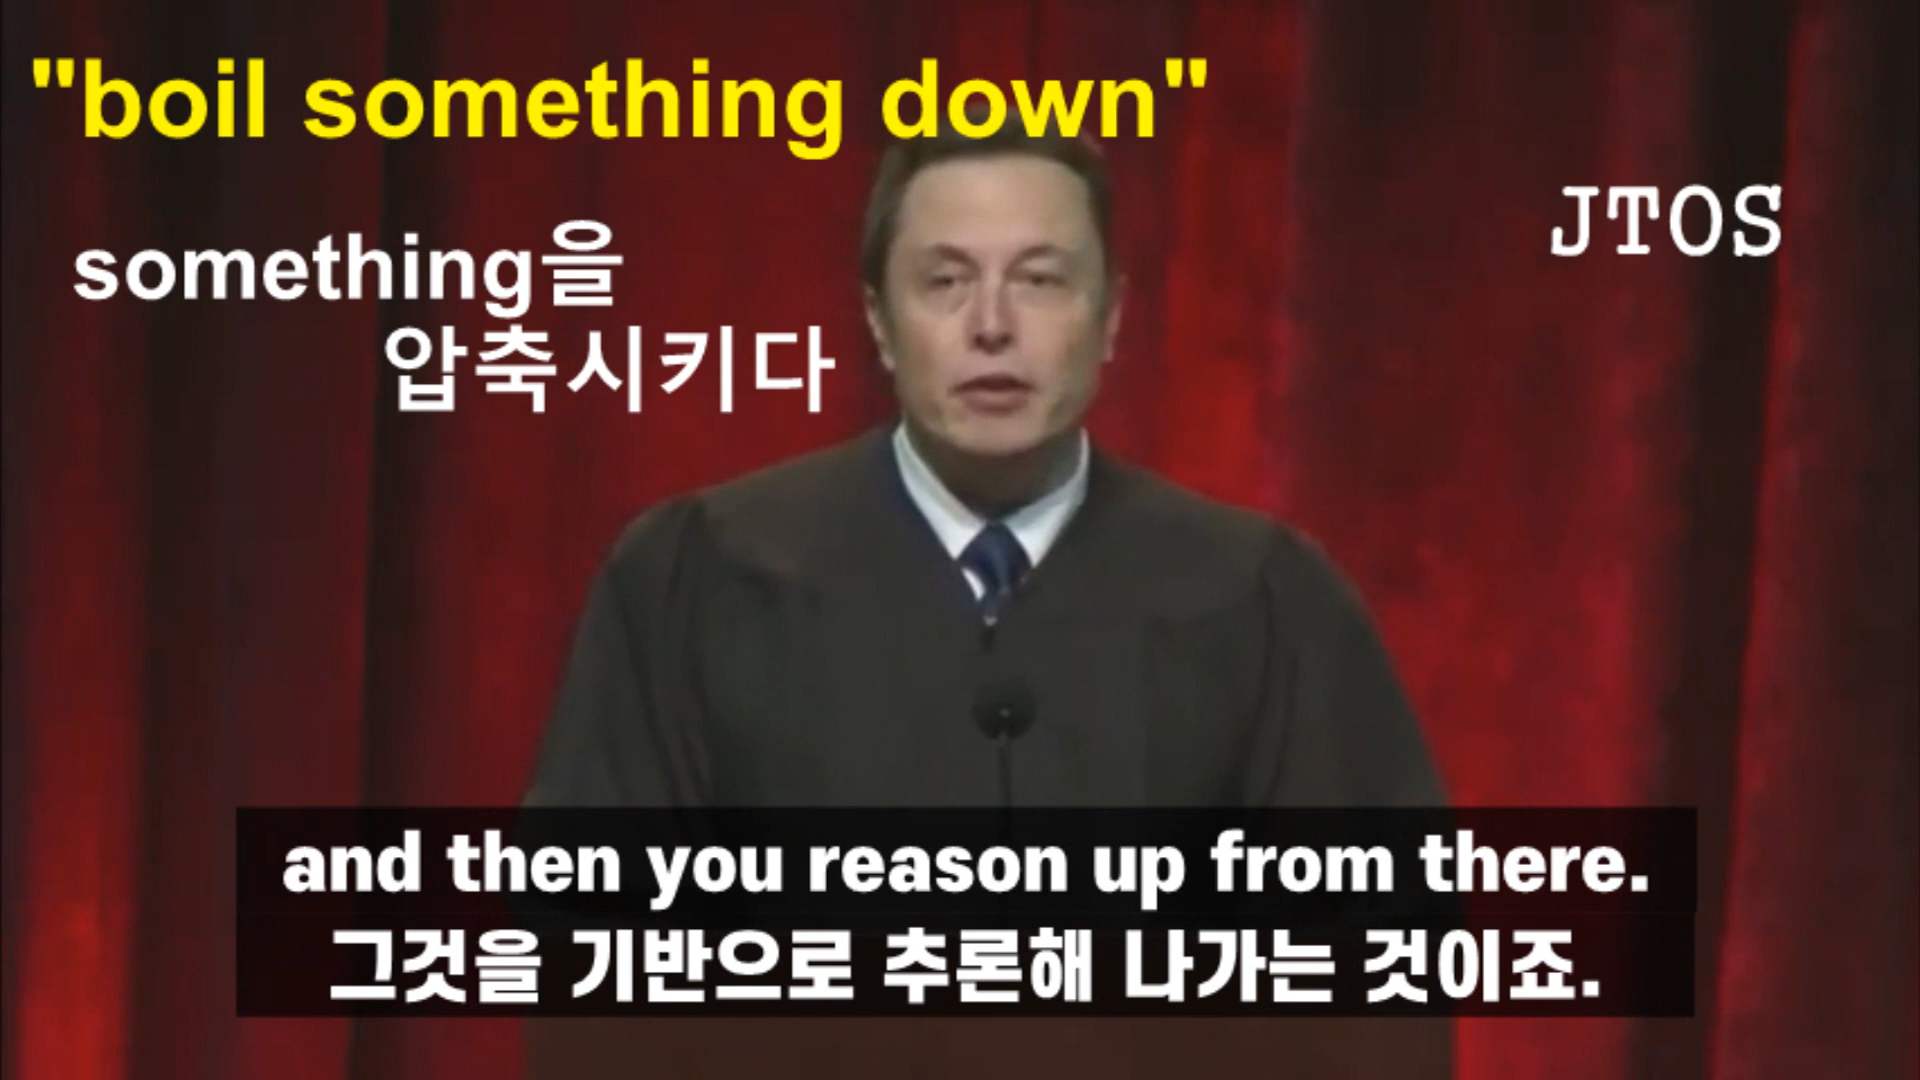 "boil something down"
JTOS
something을
압축시키다
and then you reason up from there.
그것을 기반으로 추론해 나가는 것이죠.